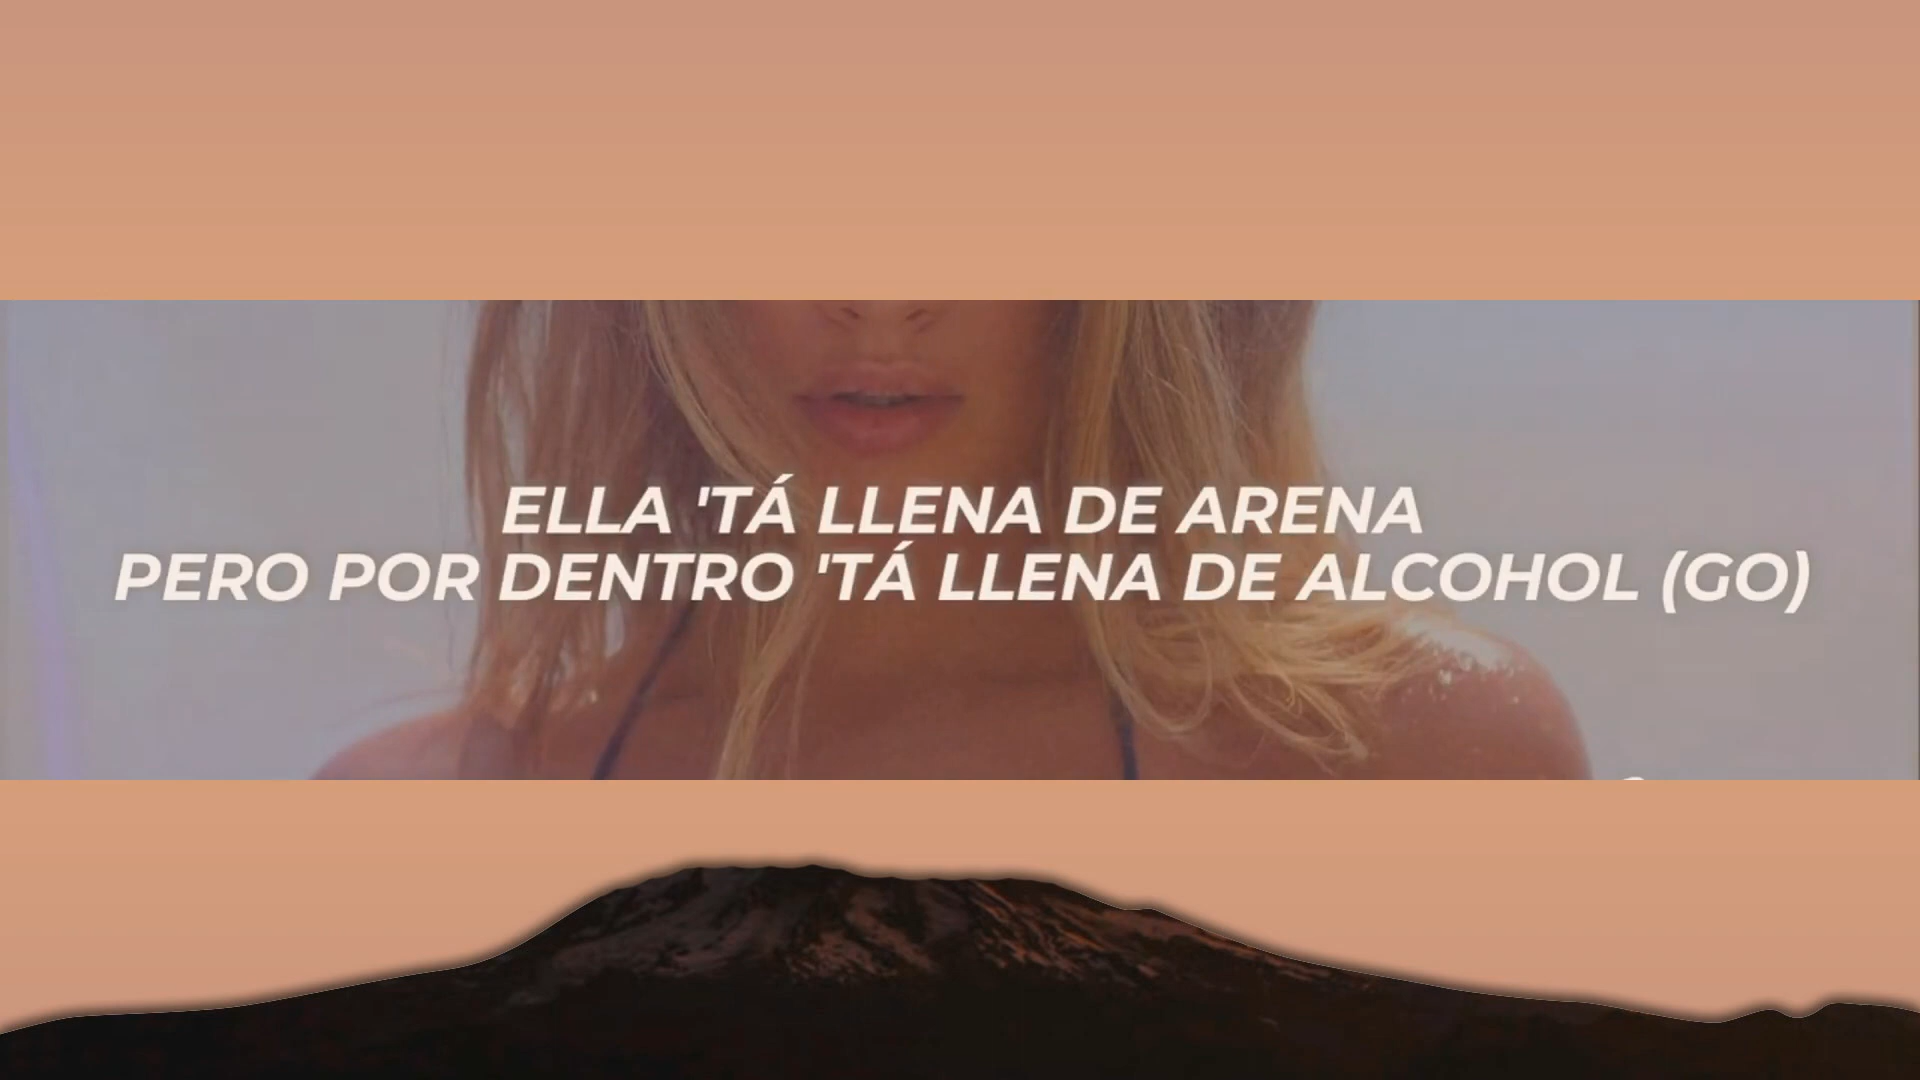 ELLA 'TÁ LLENA DE ARENA
PERO POR DENTRO 'TÁ LLENA DE ALCOHOL (GO)